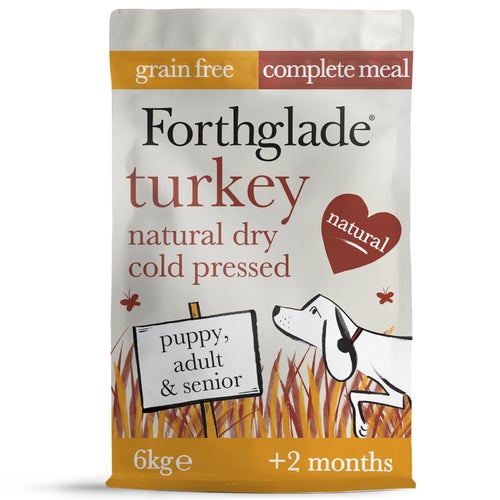 grain free
complete meal
Forthglade®
turkey
natural dry
cold pressed
natural
puppy,
adult
& senior
6kg℮
+2 months